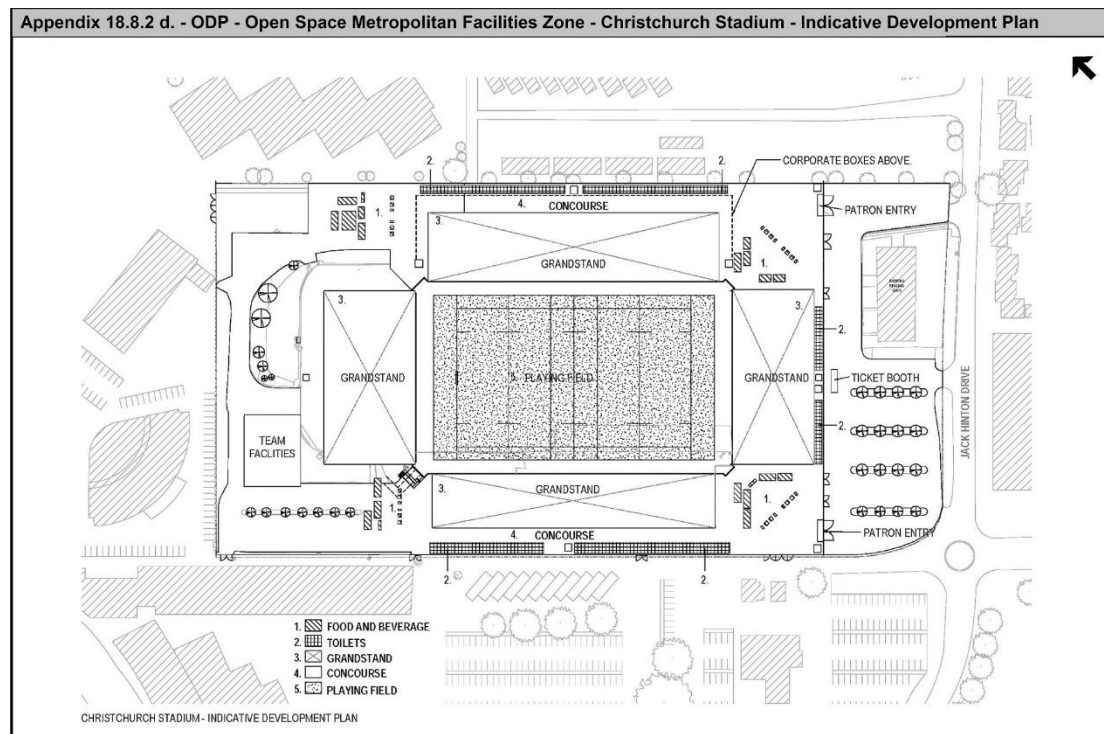 Appendix 18.8.2 d. - ODP - Open Space Metropolitan Facilities Zone - Christchurch Stadium - Indicative Development Plan
2.
2.
CORPORATE BOXES ABOVE.
1.
4.
CONCOURSE
PATRON ENTRY
3.
GRANDSTAND
1.
3.
3.
2.
GRANDSTAND
5. PLAYING FIELD
GRANDSTAND
TICKET BOOTH
JACK HINTON DRIVE
2.
TEAM
FACLITIES
3.
GRANDSTAND
1.
1.
4.
CONCOURSE
PATRON ENTRY
2.
2.
1. FOOD AND BEVERAGE
2. TOILETS
3. GRANDSTAND
4. CONCOURSE
5. PLAYING FIELD
CHRISTCHURCH STADIUM - INDICATIVE DEVELOPMENT PLAN